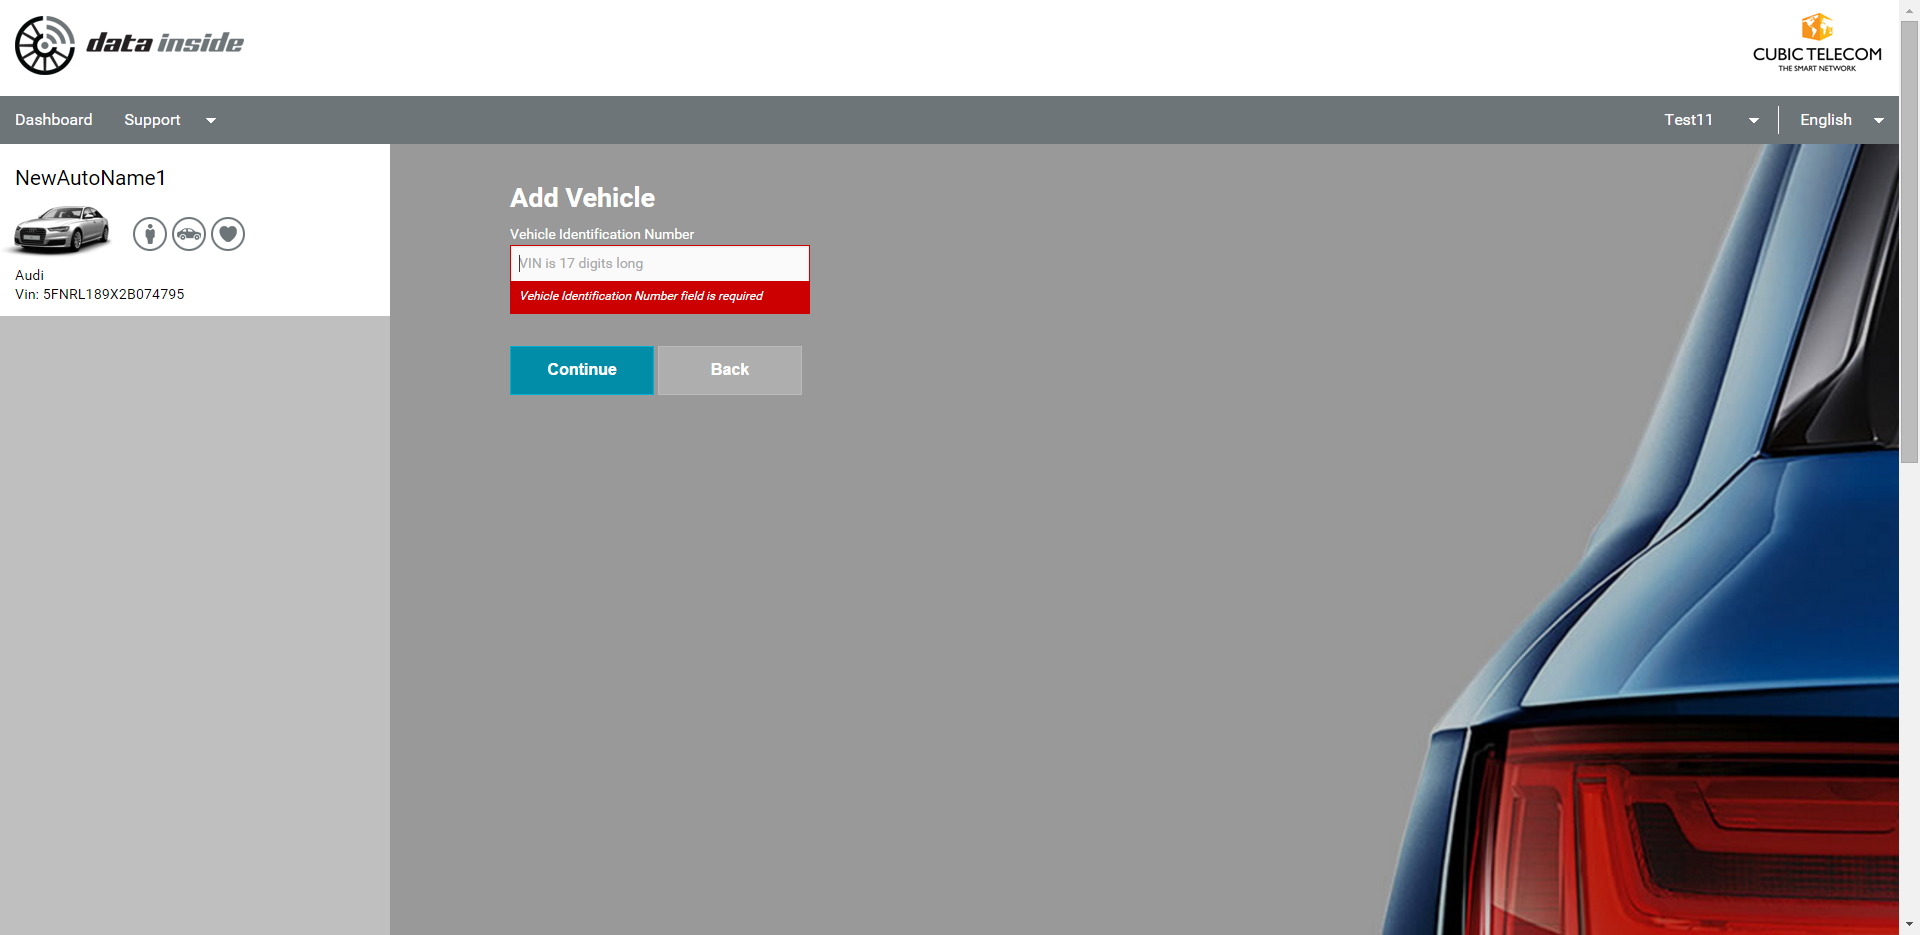 data inside
CUBIC TELECOM
THE SMART NETWORK
Dashboard
Support
Test11
English
NewAutoName1
Audi
Vin: 5FNRL189X2B074795
Add Vehicle
Vehicle Identification Number
VIN is 17 digits long
Vehicle Identification Number field is required
Continue
Back